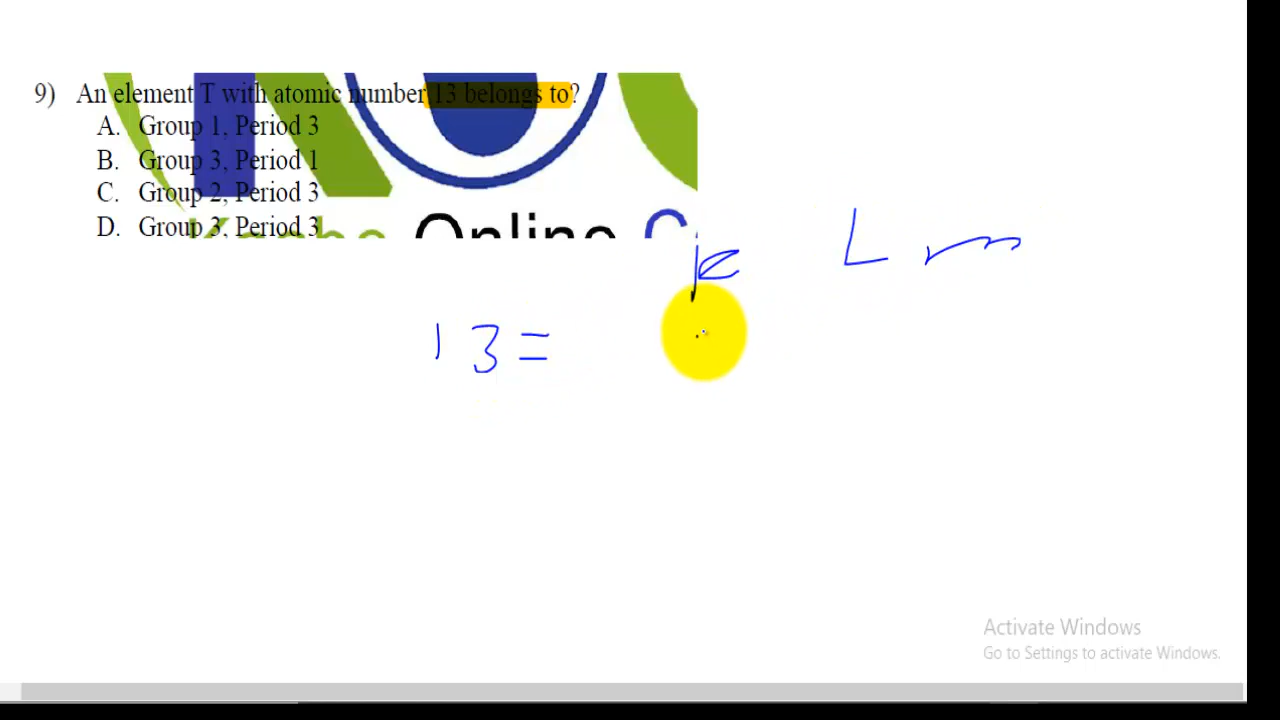 9) An element T with atomic number 13 belongs to?
A. Group 1, Period 3
B. Group 3, Period 1
C. Group 2, Period 3
D. Group 3, Period 3
Online
K L m
13 =
Activate Windows
Go to Settings to activate Windows.